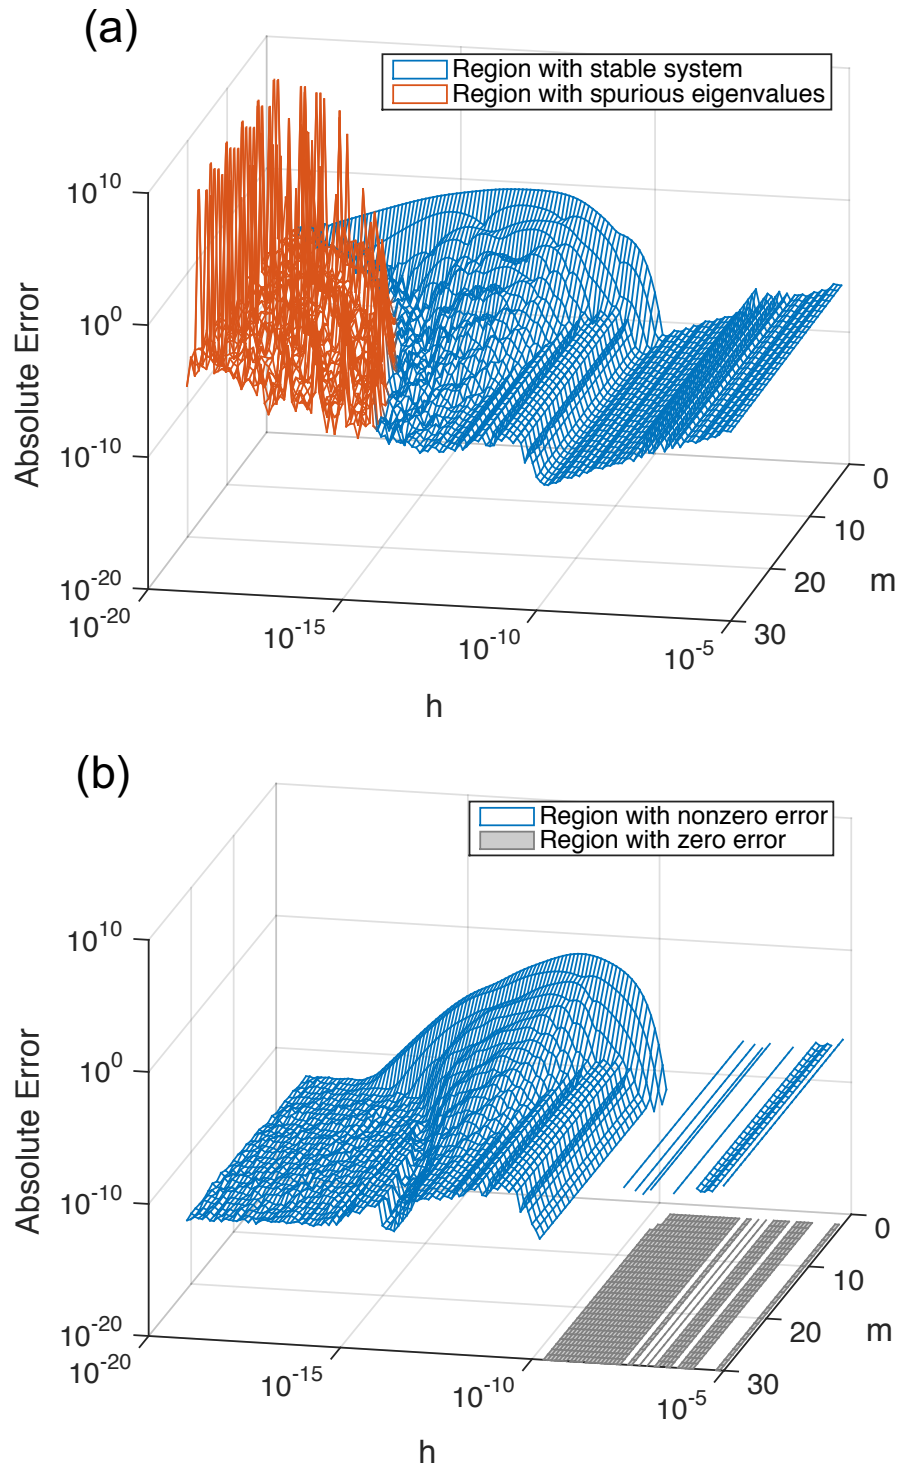 (a)
Region with stable system
Region with spurious eigenvalues
10^10
10^0
10^-10
10^-20
Absolute Error
10^-20
10^-15
10^-10
10^-5
h
0
10
20
30
m
(b)
Region with nonzero error
Region with zero error
10^10
10^0
10^-10
10^-20
Absolute Error
10^-20
10^-15
10^-10
10^-5
h
0
10
20
30
m